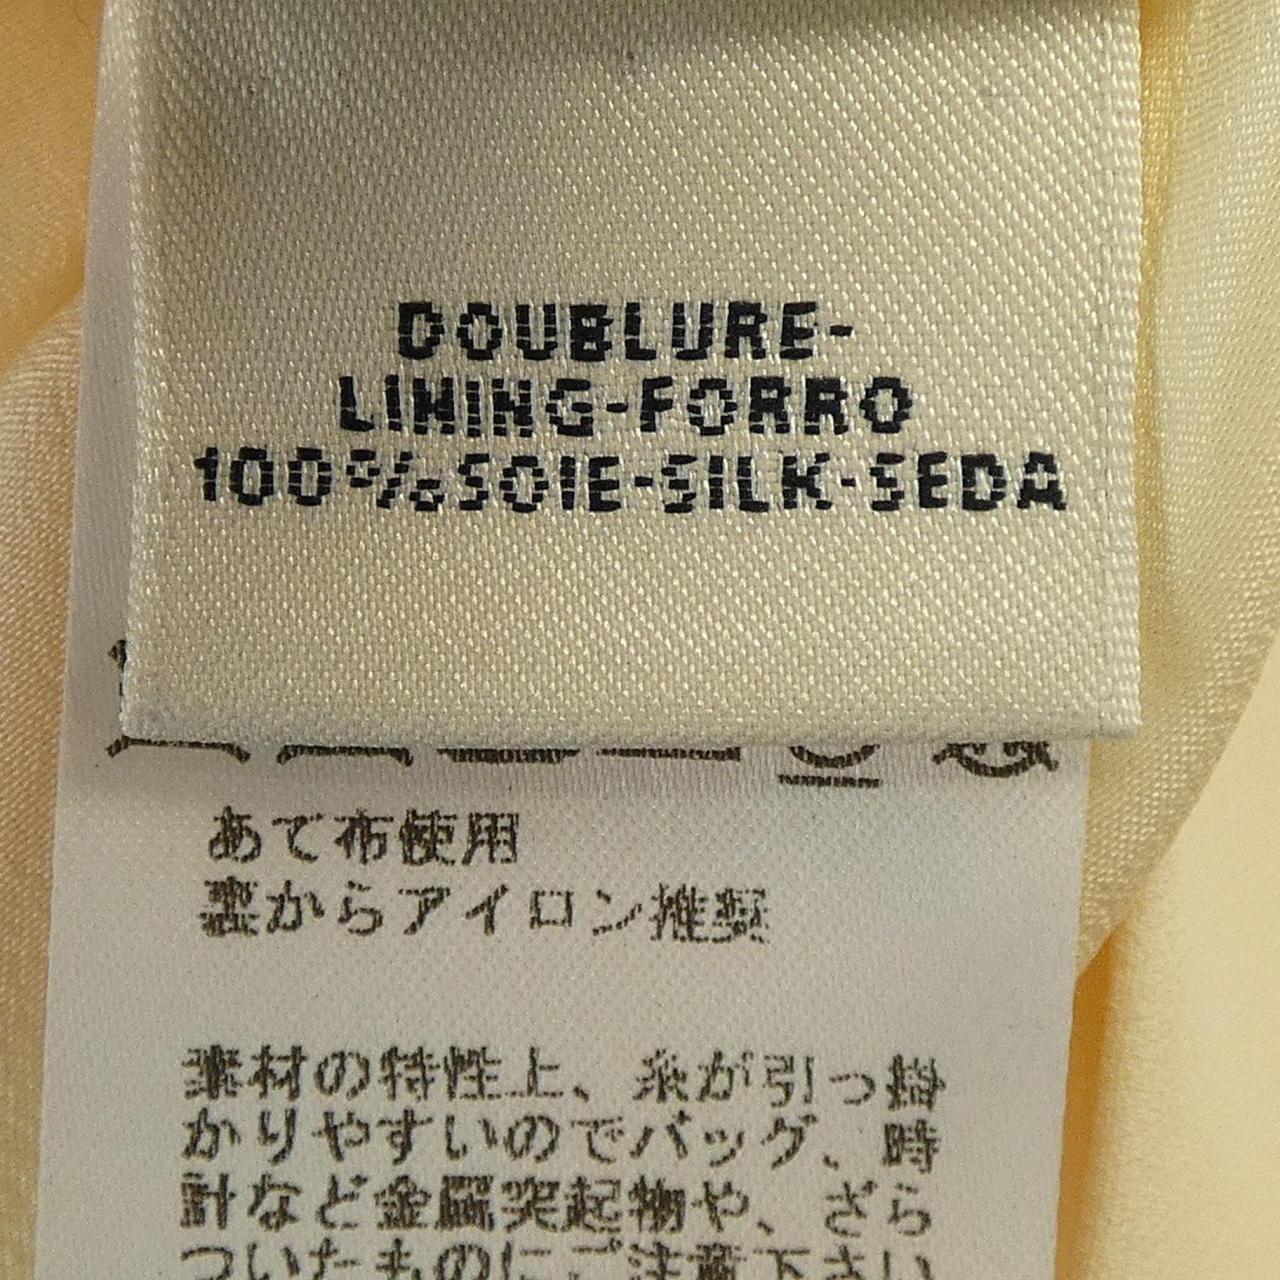 DOUBLURE-
LINING-FORRO
100%SOIE-SILK-SEDA
あて布使用
裏からアイロン推奨
素材の特性上、糸が引っ掛
かりやすいのでバッグ、時
計など金属突起物や、ざら
ついたものにご注意下さい